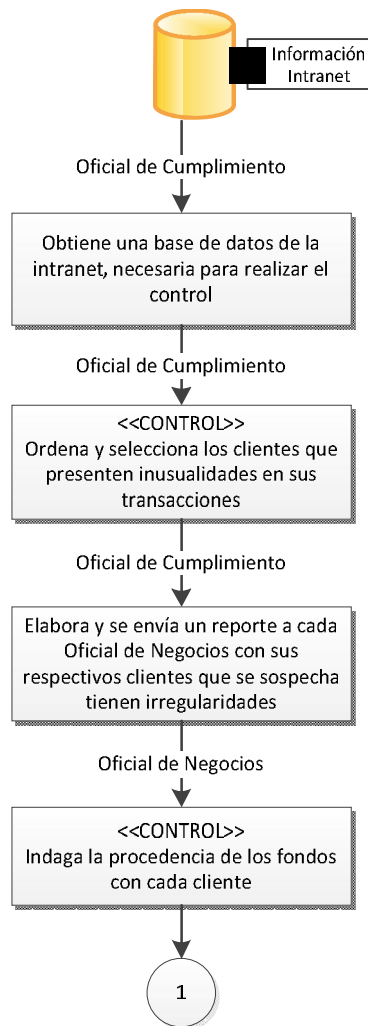 Información
Intranet
Oficial de Cumplimiento
Obtiene una base de datos de la
intranet, necesaria para realizar el
control
Oficial de Cumplimiento
<<CONTROL>>
Ordena y selecciona los clientes que
presenten inusualidades en sus
transacciones
Oficial de Cumplimiento
Elabora y se envía un reporte a cada
Oficial de Negocios con sus
respectivos clientes que se sospecha
tienen irregularidades
Oficial de Negocios
<<CONTROL>>
Indaga la procedencia de los fondos
con cada cliente
1